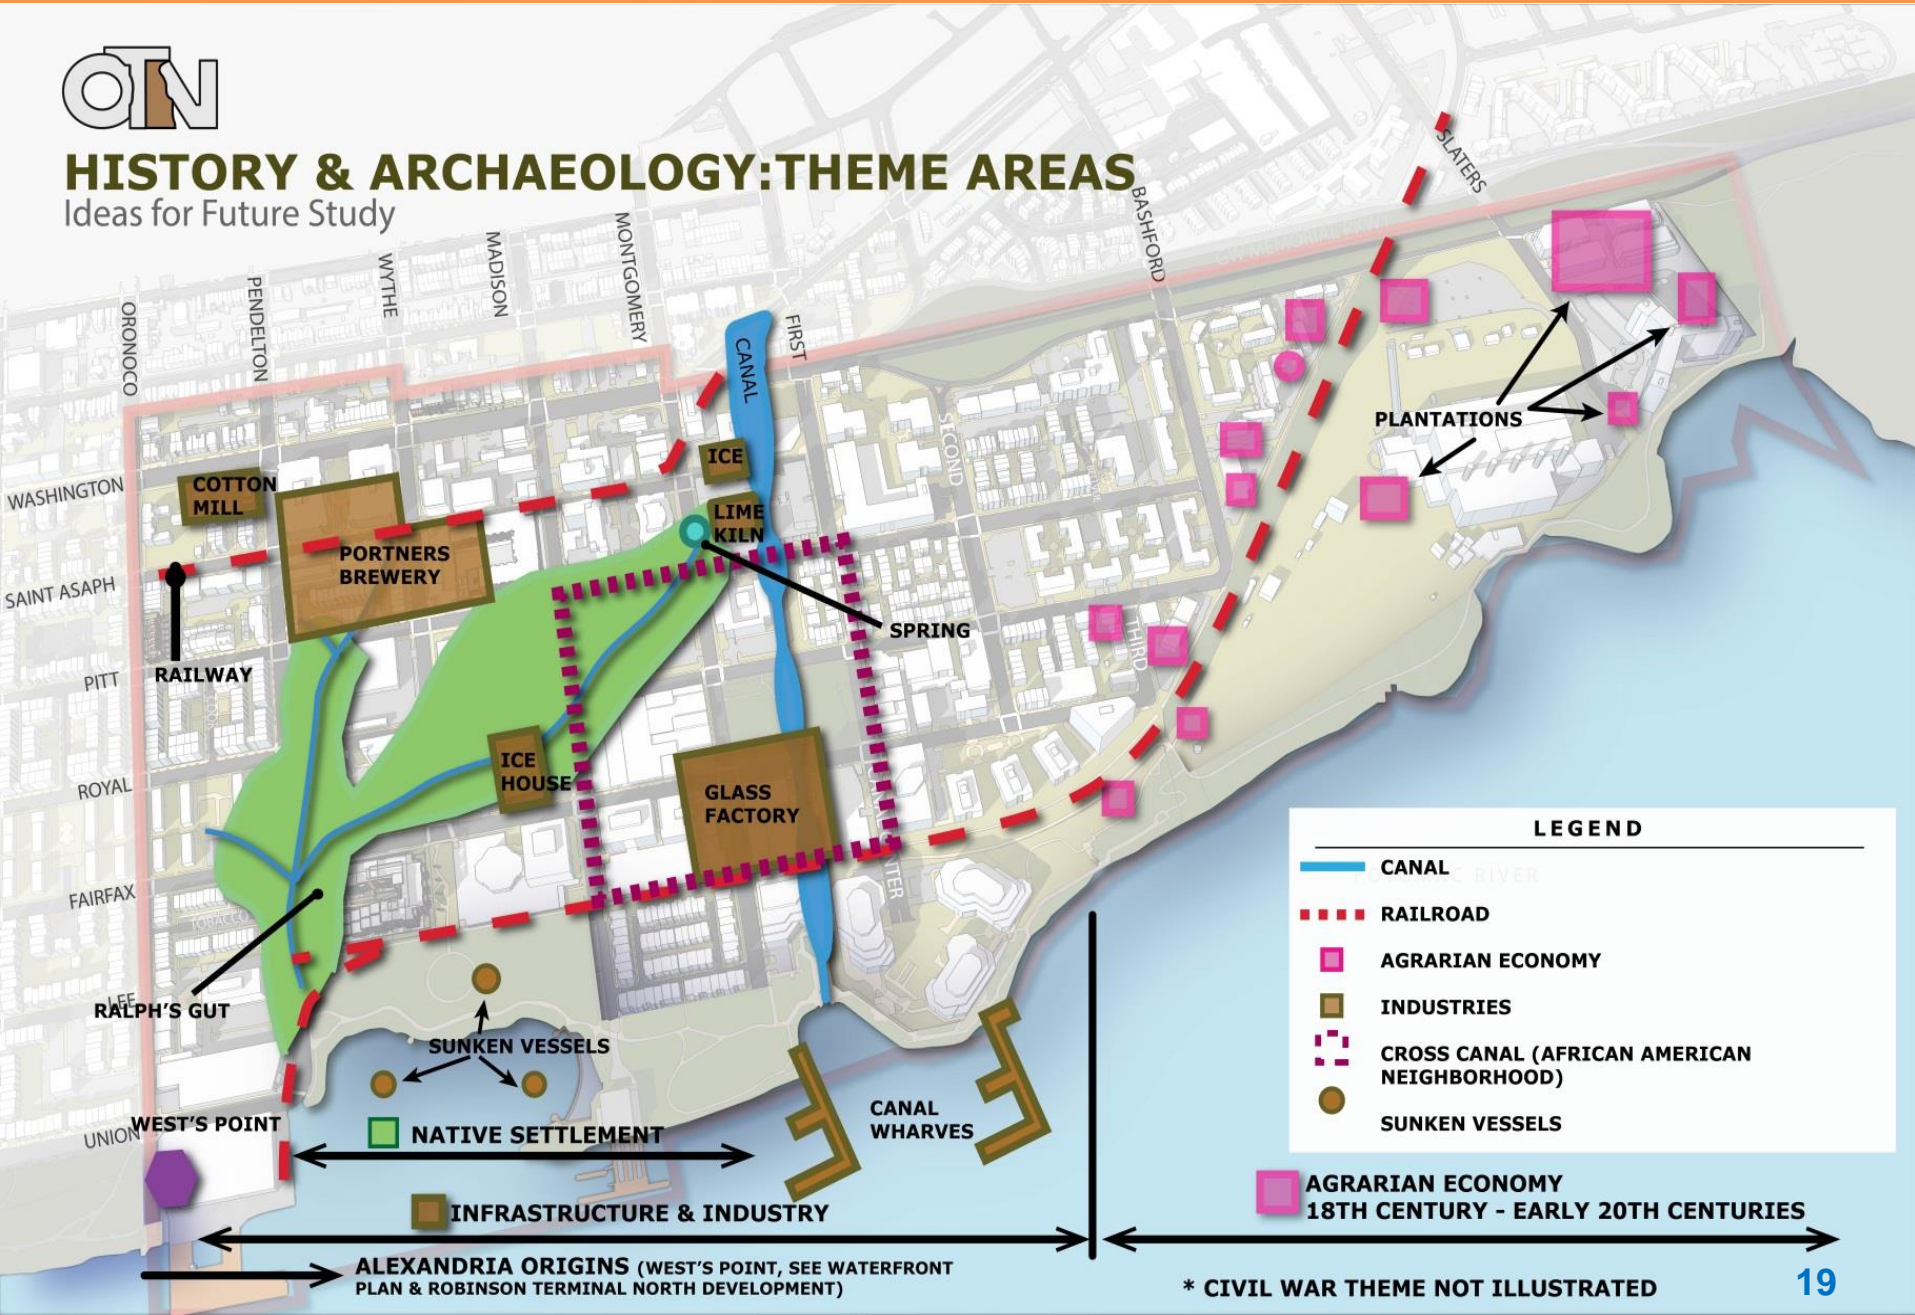 OTN
HISTORY & ARCHAEOLOGY:THEME AREAS
Ideas for Future Study
SLATERS
BASHFORD
MONTGOMERY
MADISON
WYTHE
PENDELTON
ORONOCO
FIRST
CANAL
SECOND
THIRD
PLANTATIONS
WASHINGTON
COTTON
MILL
ICE
LIME
KILN
PORTNERS
BREWERY
SAINT ASAPH
SPRING
RAILWAY
PITT
ICE
HOUSE
GLASS
FACTORY
ROYAL
FAIRFAX
TOBACCO
LEE
RALPH'S GUT
SUNKEN VESSELS
WEST'S POINT
UNION
CANAL
WHARVES
NATIVE SETTLEMENT
INFRASTRUCTURE & INDUSTRY
ALEXANDRIA ORIGINS (WEST'S POINT, SEE WATERFRONT
PLAN & ROBINSON TERMINAL NORTH DEVELOPMENT)
LEGEND
CANAL
RIVER
RAILROAD
AGRARIAN ECONOMY
INDUSTRIES
CROSS CANAL (AFRICAN AMERICAN
NEIGHBORHOOD)
SUNKEN VESSELS
AGRARIAN ECONOMY
18TH CENTURY - EARLY 20TH CENTURIES
* CIVIL WAR THEME NOT ILLUSTRATED
19